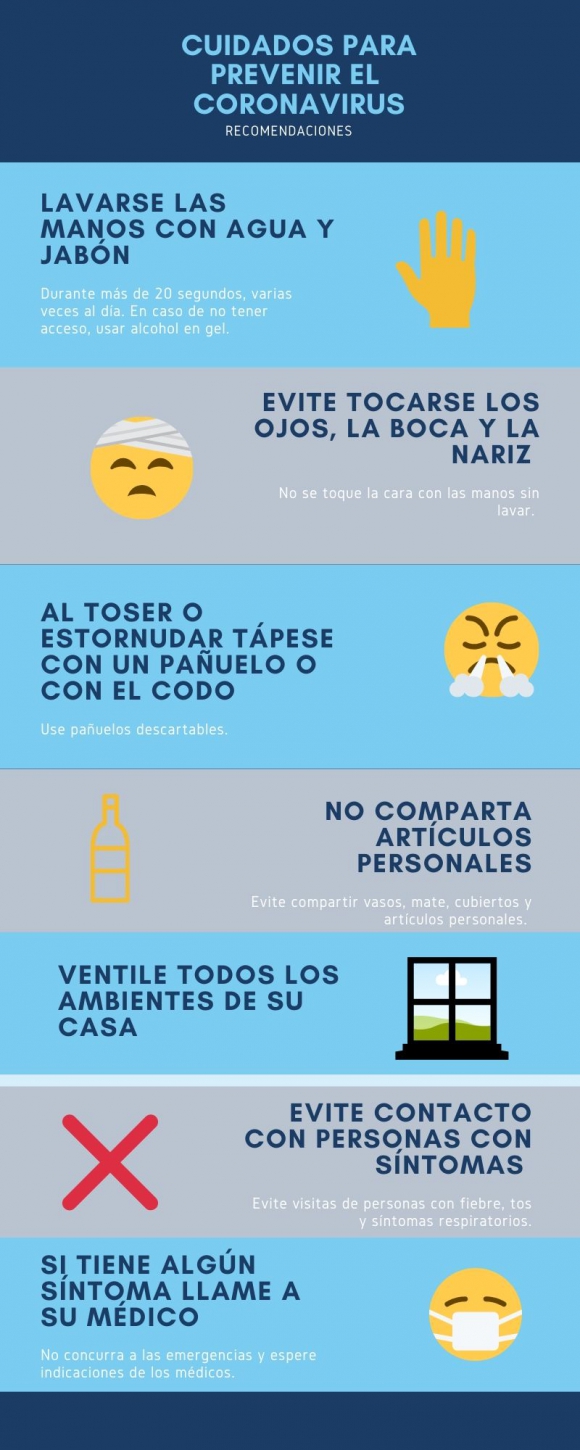 CUIDADOS PARA
PREVENIR EL
CORONAVIRUS
RECOMENDACIONES
LAVARSE LAS
MANOS CON AGUA Y
JABÓN
Durante más de 20 segundos, varias
veces al día. En caso de no tener
acceso, usar alcohol en gel.
EVITE TOCARSE LOS
OJOS, LA BOCA Y LA
NARIZ
No se toque la cara con las manos sin
lavar.
AL TOSER O
ESTORNUDAR TÁPESE
CON UN PAÑUELO O
CON EL CODO
Use pañuelos descartables.
NO COMPARTA
ARTÍCULOS
PERSONALES
Evite compartir vasos, mate, cubiertos y
artículos personales.
VENTILE TODOS LOS
AMBIENTES DE SU
CASA
EVITE CONTACTO
CON PERSONAS CON
SÍNTOMAS
Evite visitas de personas con fiebre, tos
y síntomas respiratorios.
SI TIENE ALGÚN
SÍNTOMA LLAME A
SU MÉDICO
No concurra a las emergencias y espere
indicaciones de los médicos.